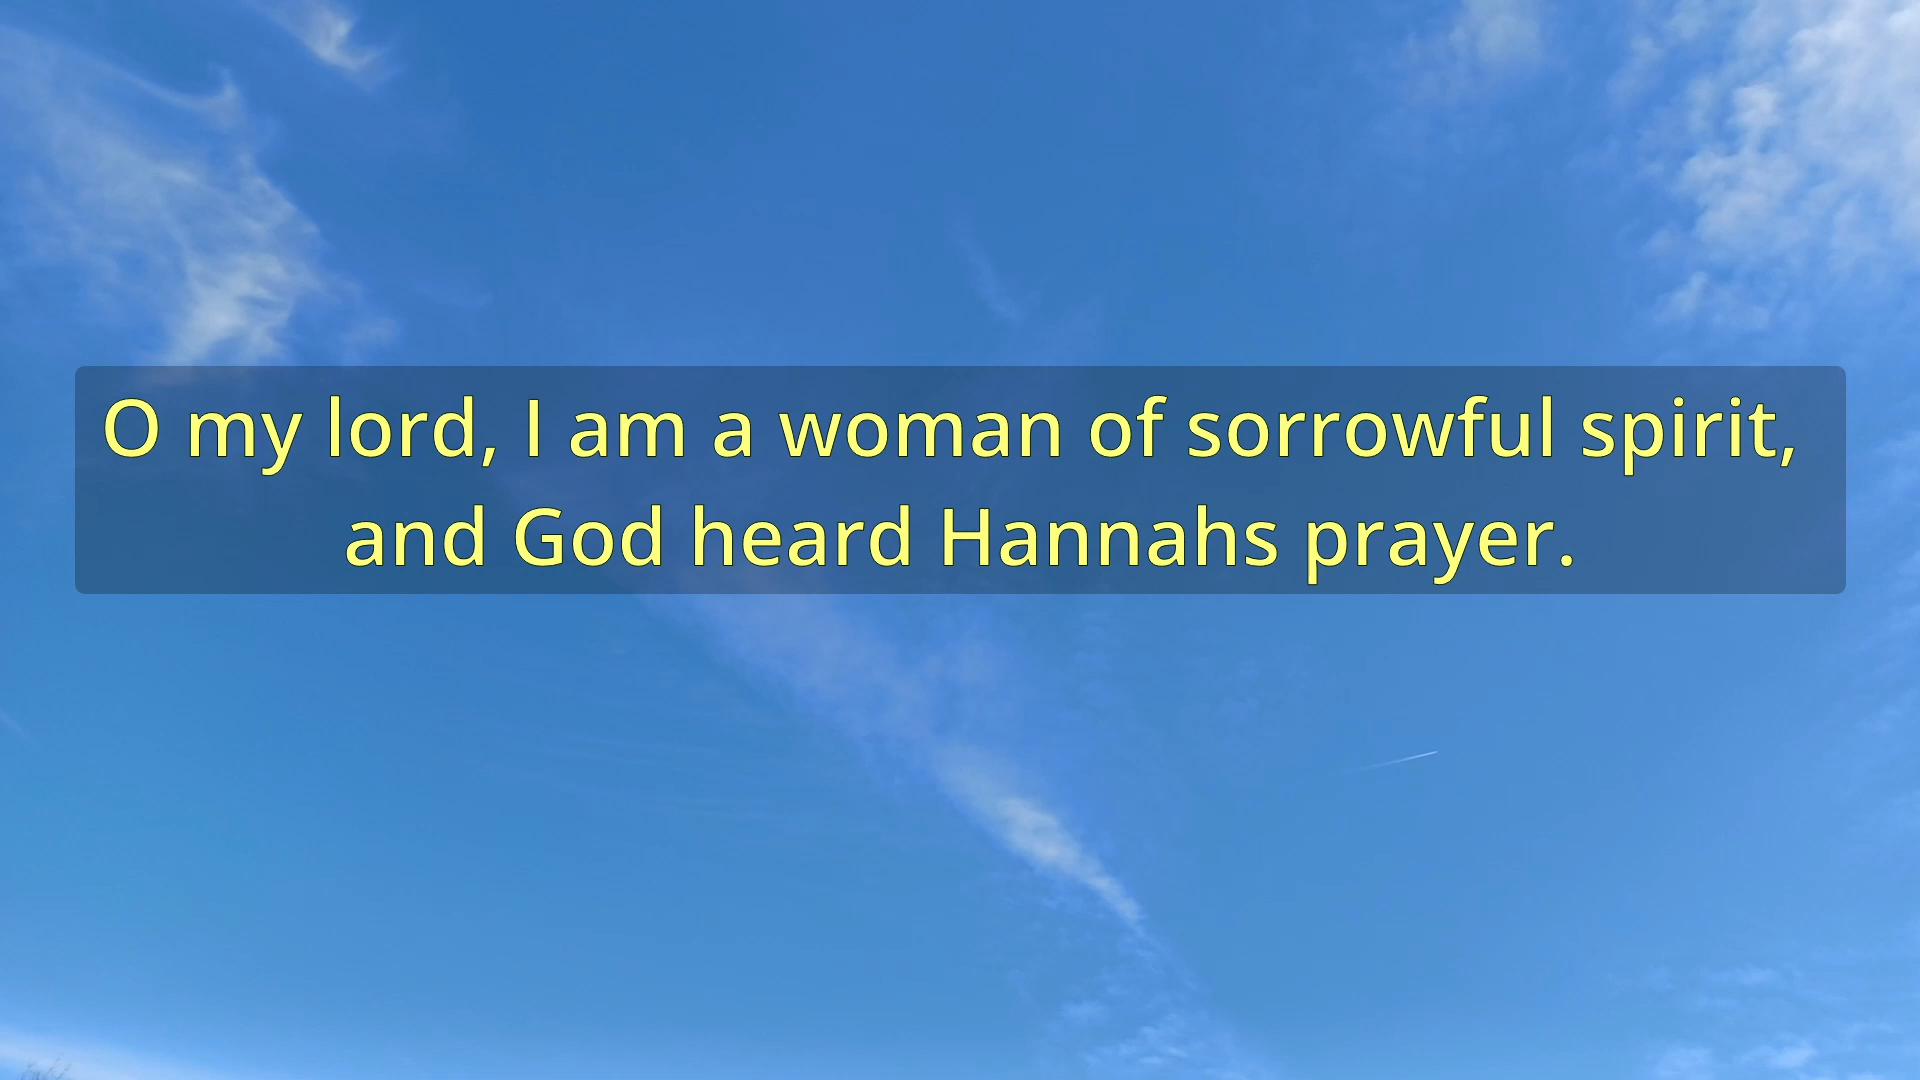 O my lord, I am a woman of sorrowful spirit,
and God heard Hannahs prayer.